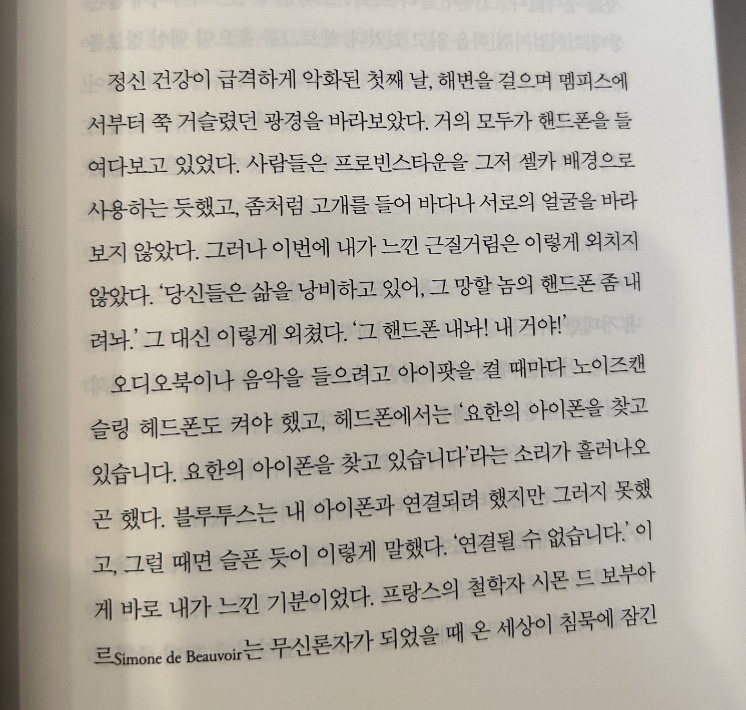 정신 건강이 급격하게 악화된 첫째 날, 해변을 걸으며 멤피스에
서부터 쭉 거슬렸던 광경을 바라보았다. 거의 모두가 핸드폰을 들
여다보고 있었다. 사람들은 프로빈스타운을 그저 셀카 배경으로
사용하는 듯했고, 좀처럼 고개를 들어 바다나 서로의 얼굴을 바라
보지 않았다. 그러나 이번에 내가 느낀 근질거림은 이렇게 외치지
않았다. ‘당신들은 삶을 낭비하고 있어, 그 망할 놈의 핸드폰 좀 내
려놔.’ 그 대신 이렇게 외쳤다. ‘그 핸드폰 내놔! 내 거야!’
오디오북이나 음악을 들으려고 아이팟을 켤 때마다 노이즈캔
슬링 헤드폰도 켜야 했고, 헤드폰에서는 ‘요한의 아이폰을 찾고
있습니다. 요한의 아이폰을 찾고 있습니다’라는 소리가 흘러나오
곤 했다. 블루투스는 내 아이폰과 연결되려 했지만 그러지 못했
고, 그럴 때면 슬픈 듯이 이렇게 말했다. ‘연결될 수 없습니다.’ 이
게 바로 내가 느낀 기분이었다. 프랑스의 철학자 시몬 드 보부아
르Simone de Beauvoir는 무신론자가 되었을 때 온 세상이 침묵에 잠긴